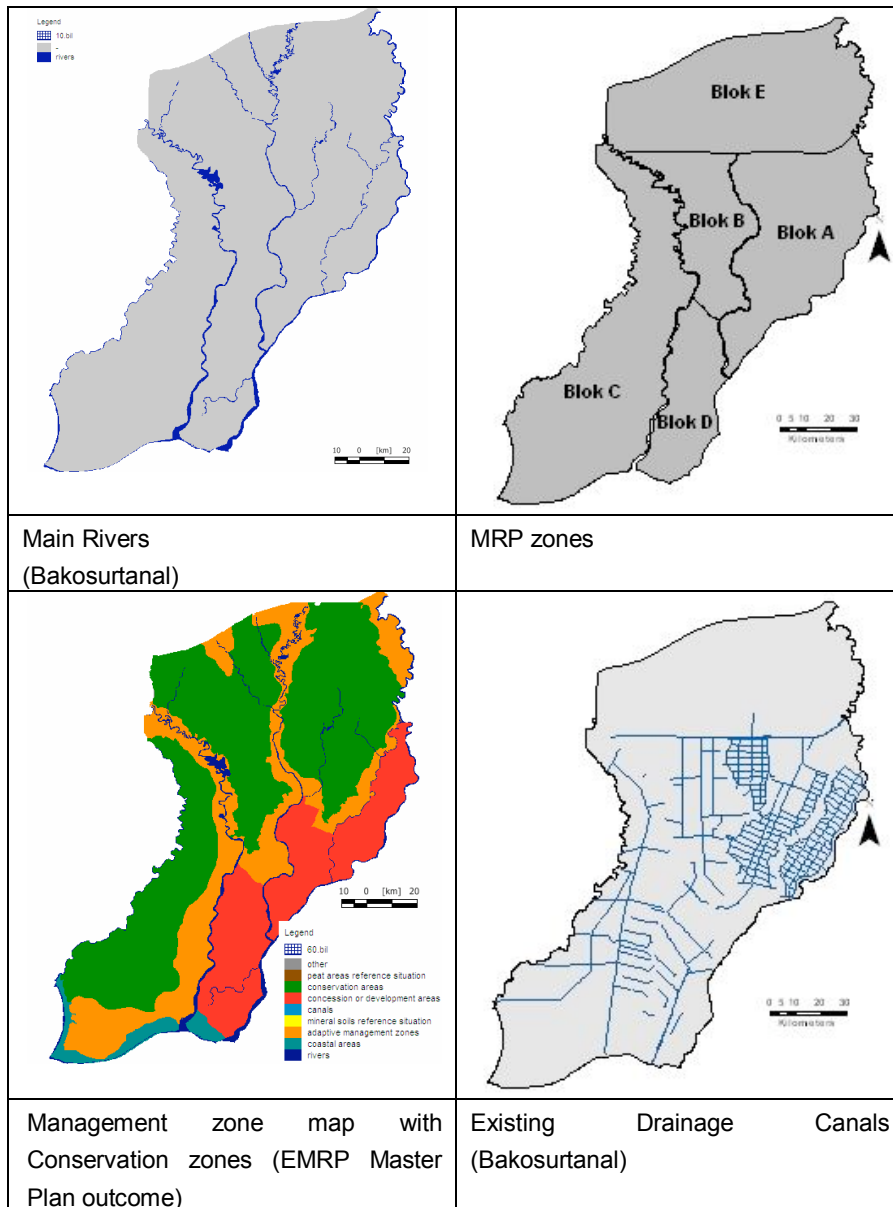 Legend
10.bil
-
rivers
10 0 [km] 20
Blok E
Blok B
Blok A
Blok C
Blok D
0 5 10 20 30
Kilometers
Main Rivers
(Bakosurtanal)
MRP zones
10 0 [km] 20
Legend
60.bil
other
peat areas reference situation
conservation areas
concession or development areas
canals
mineral soils reference situation
adaptive management zones
coastal areas
rivers
0 5 10 20 30
Kilometers
Management zone map with
Conservation zones (EMRP Master
Plan outcome)
Existing Drainage Canals
(Bakosurtanal)